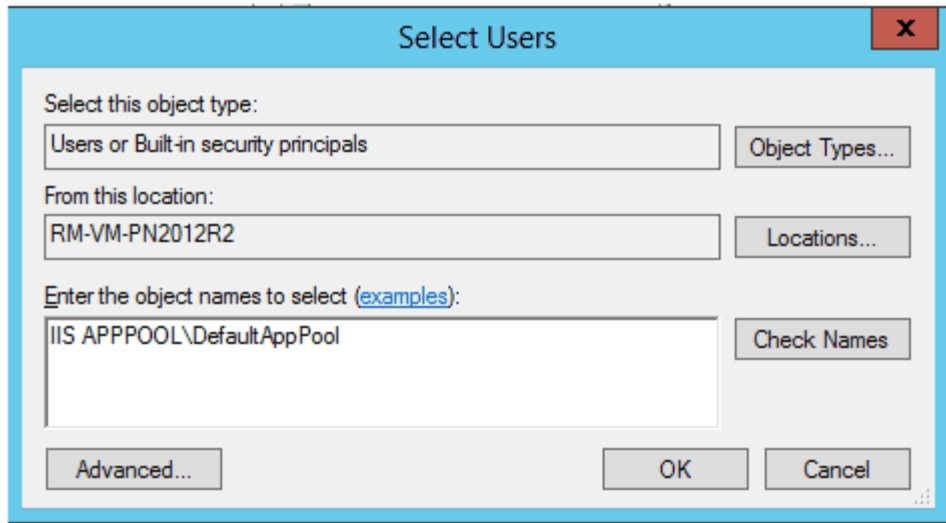 Select Users
x
Select this object type:
Users or Built-in security principals
Object Types...
From this location:
RM-VM-PN2012R2
Locations...
Enter the object names to select (examples):
IIS APPPOOL\DefaultAppPool
Check Names
Advanced...
OK
Cancel